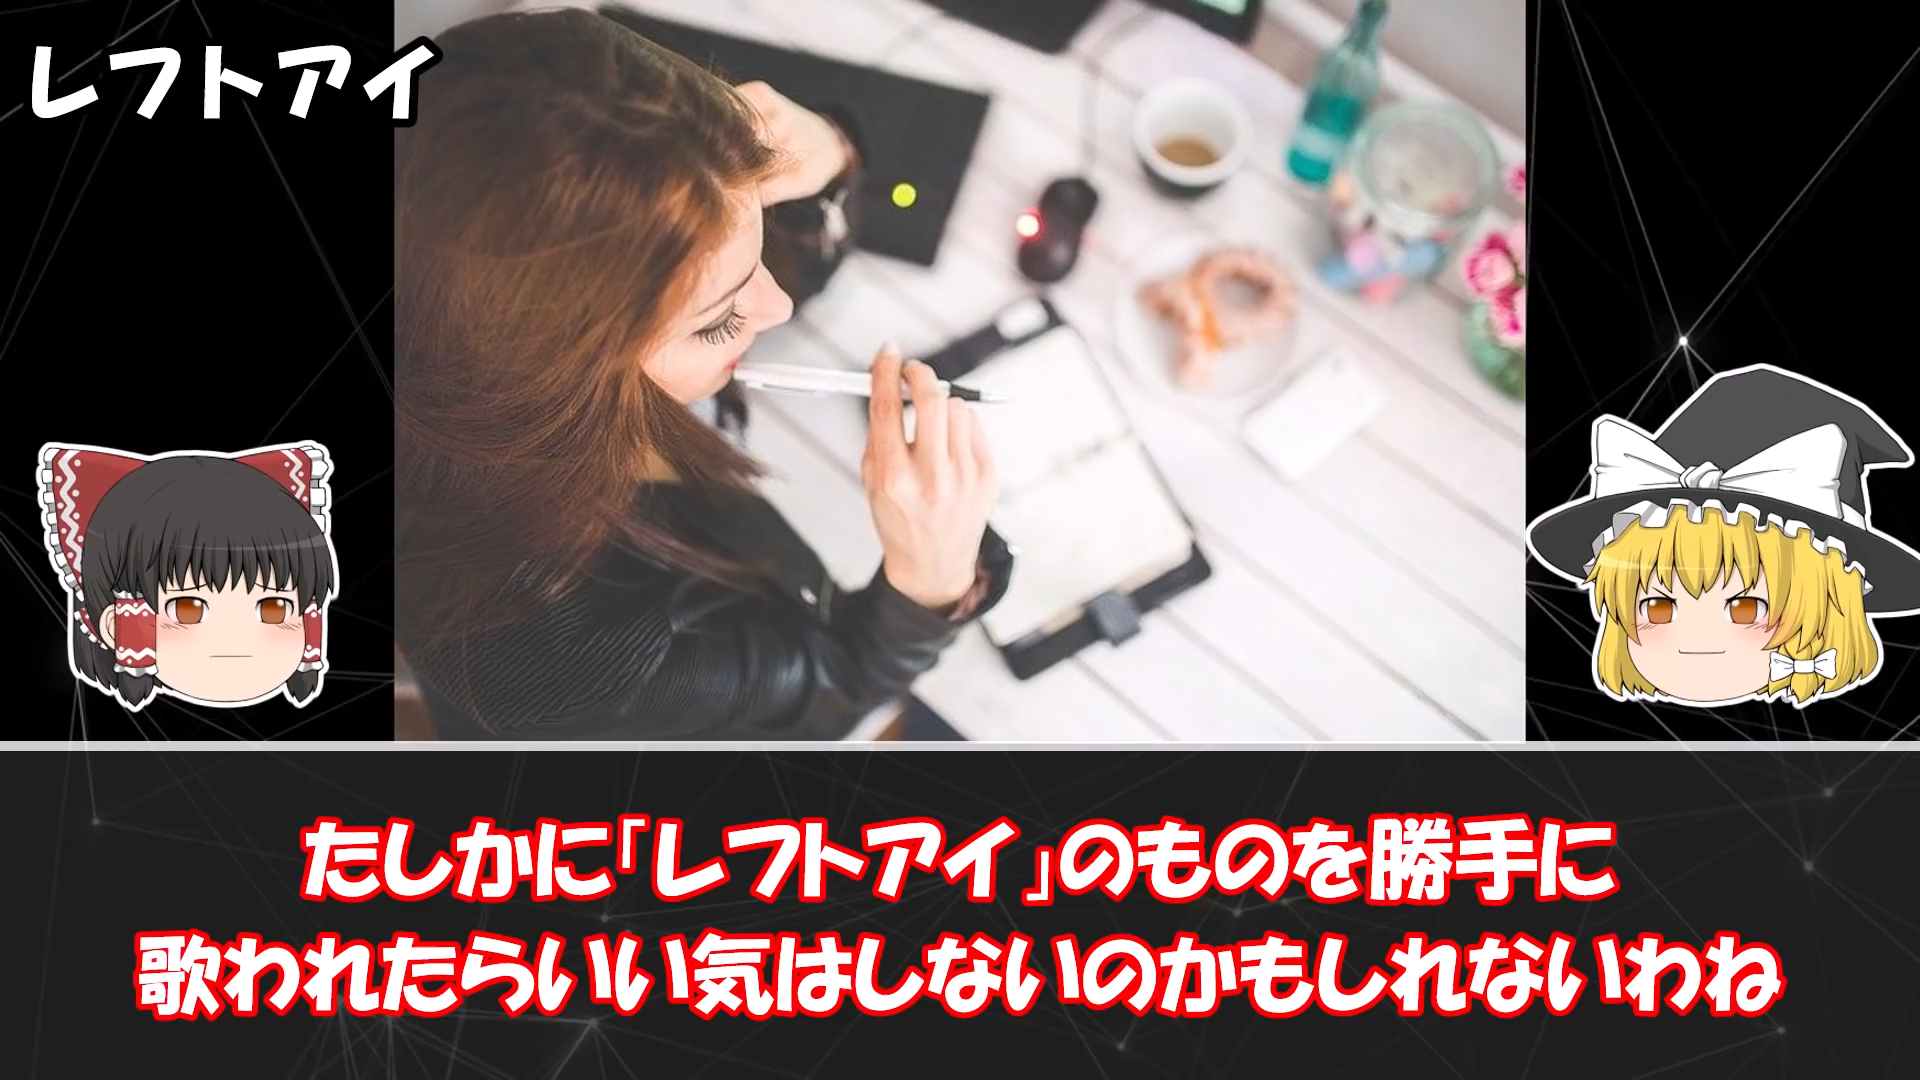 レフトアイ
たしかに「レフトアイ」のものを勝手に
歌われたらいい気はしないのかもしれないわね